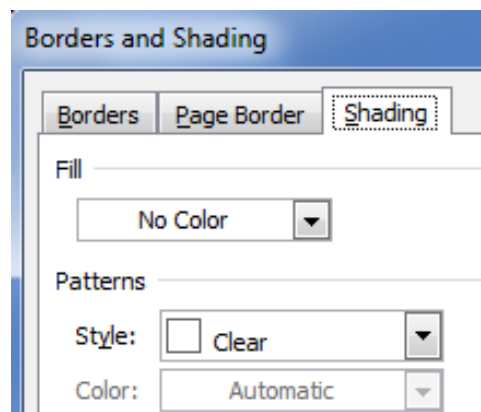 Borders and Shading
Borders Page Border Shading
Fill
No Color
Patterns
Style: Clear
Color: Automatic